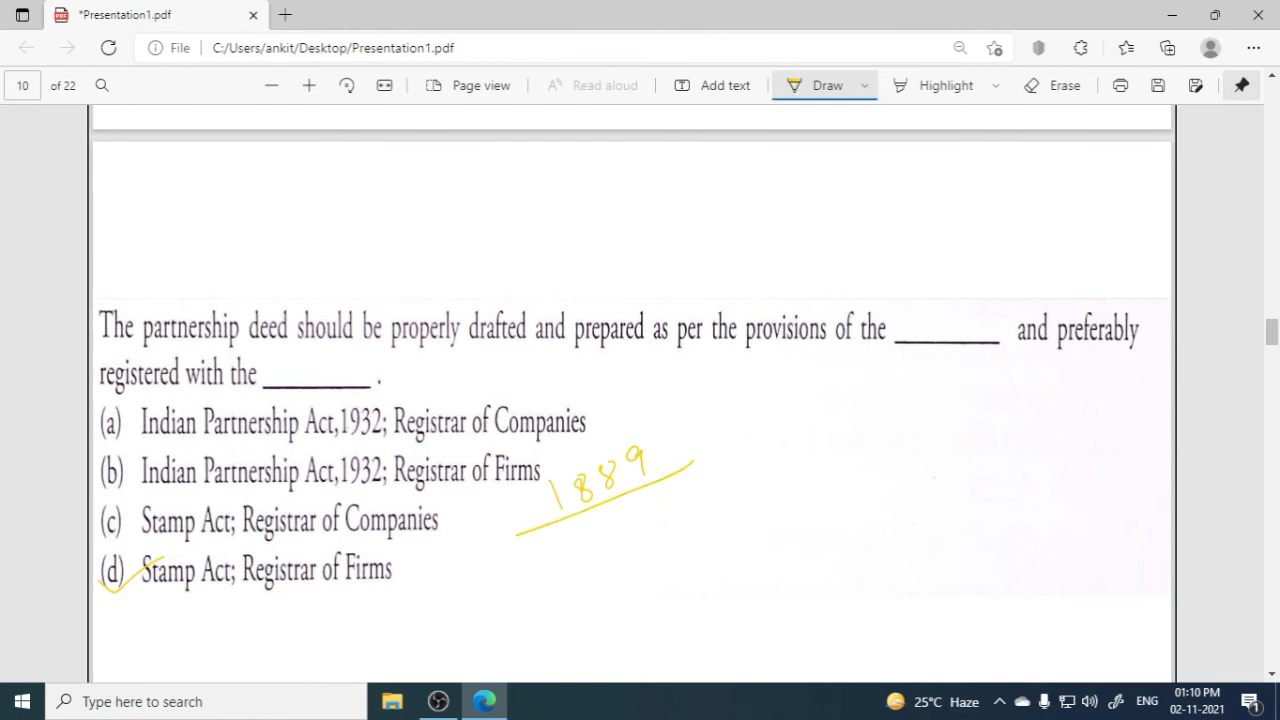 *Presentation1.pdf
File C:/Users/ankit/Desktop/Presentation1.pdf
10 of 22 Page view Read aloud Add text Draw Highlight Erase
The partnership deed should be properly drafted and prepared as per the provisions of the _________ and preferably
registered with the _________ .
(a) Indian Partnership Act,1932; Registrar of Companies
(b) Indian Partnership Act,1932; Registrar of Firms
1889
(c) Stamp Act; Registrar of Companies
(d) Stamp Act; Registrar of Firms
Type here to search 25°C Haze ENG 01:10 PM
02-11-2021 1